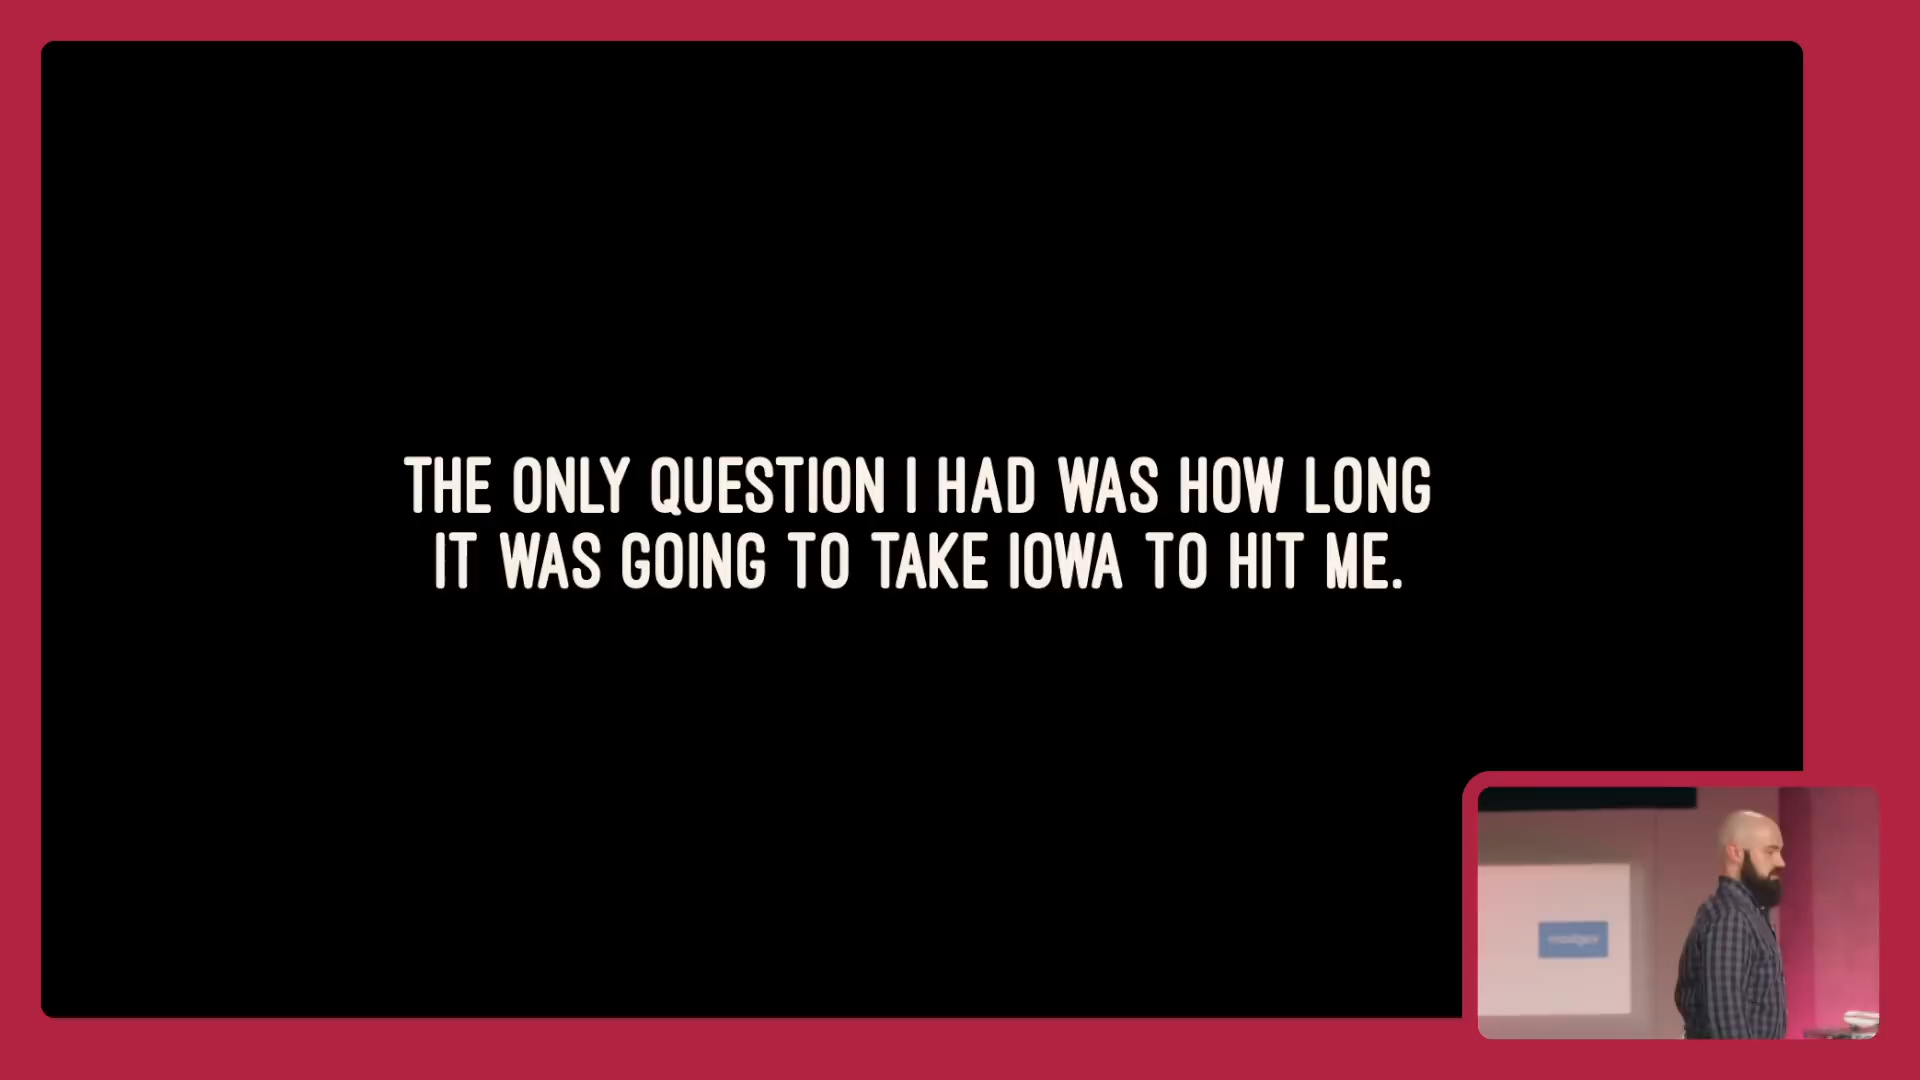 THE ONLY QUESTION I HAD WAS HOW LONG
IT WAS GOING TO TAKE IOWA TO HIT ME.